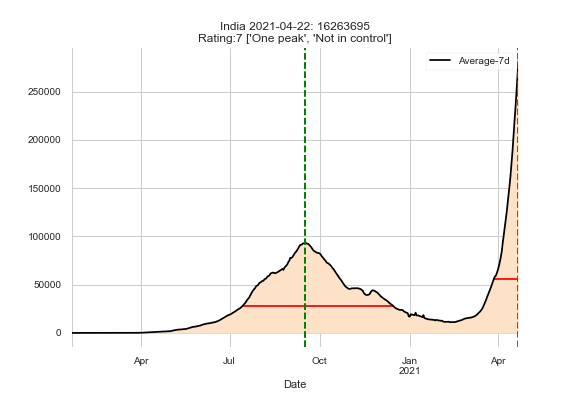 India 2021-04-22: 16263695
Rating:7 ['One peak', 'Not in control']
Average-7d
250000
200000
150000
100000
50000
0
Apr
Jul
Oct
Jan
2021
Apr
Date